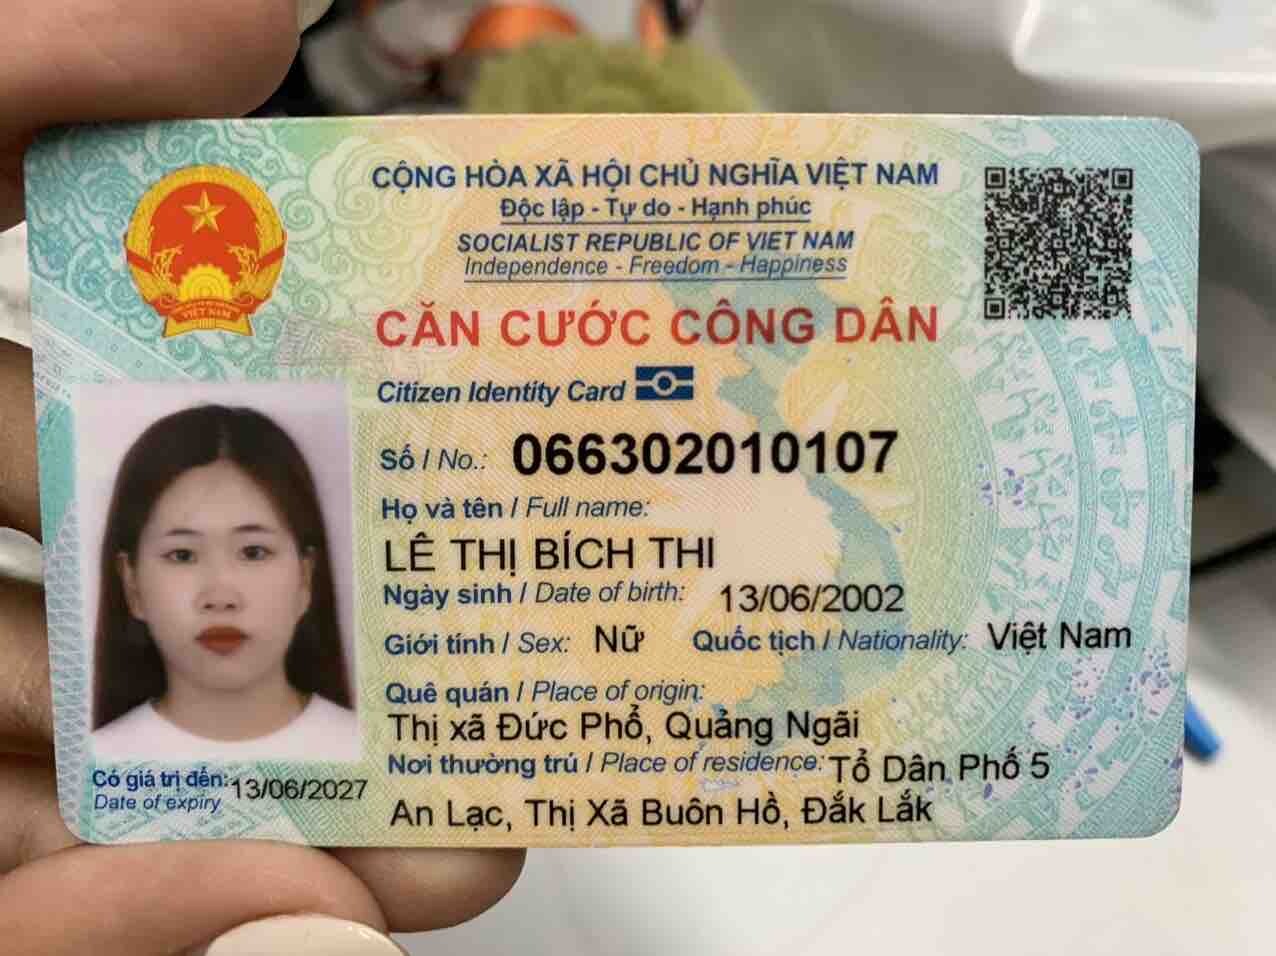 CỘNG HÒA XÃ HỘI CHỦ NGHĨA VIỆT NAM
Độc lập - Tự do - Hạnh phúc
SOCIALIST REPUBLIC OF VIET NAM
Independence - Freedom - Happiness
VIỆT NAM
CĂN CƯỚC CÔNG DÂN
Citizen Identity Card
Số / No.: 066302010107
Họ và tên / Full name:
LÊ THỊ BÍCH THI
Ngày sinh / Date of birth: 13/06/2002
Giới tính / Sex: Nữ Quốc tịch / Nationality: Việt Nam
Quê quán / Place of origin:
Thị xã Đức Phổ, Quảng Ngãi
Nơi thường trú / Place of residence: Tổ Dân Phố 5
An Lạc, Thị Xã Buôn Hồ, Đắk Lắk
Có giá trị đến: 13/06/2027
Date of expiry